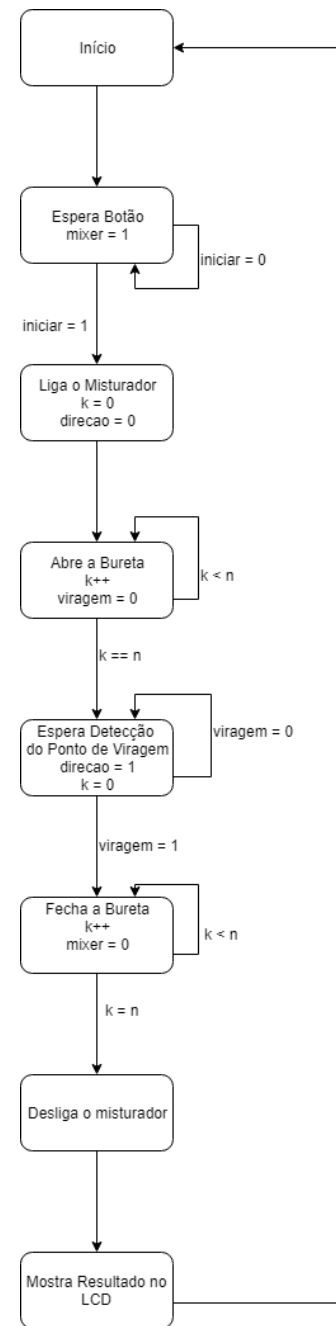 Início
Espera Botão
mixer = 1
iniciar = 0
iniciar = 1
Liga o Misturador
k = 0
direcao = 0
Abre a Bureta
k++
viragem = 0
k < n
k == n
Espera Detecção
do Ponto de Viragem
direcao = 1
k = 0
viragem = 0
viragem = 1
Fecha a Bureta
k++
mixer = 0
k < n
k = n
Desliga o misturador
Mostra Resultado no
LCD